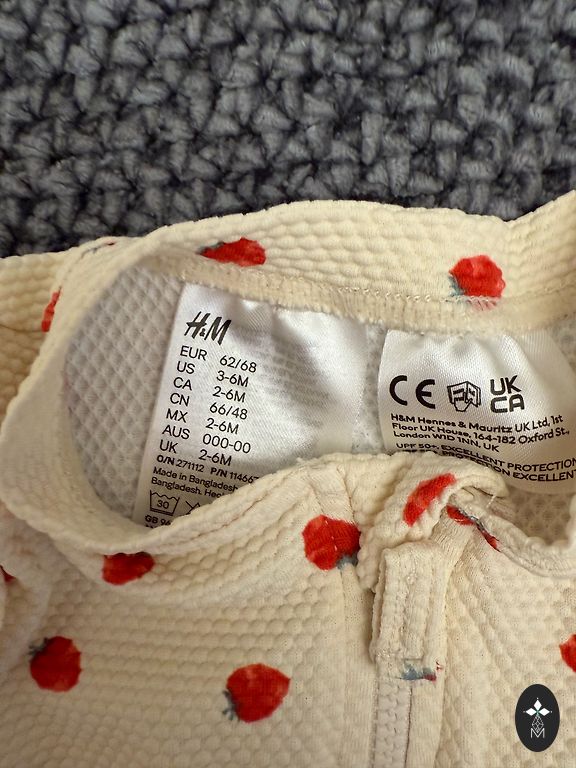 H&M
EUR 62/68
US 3-6M
CA 2-6M
CN 66/48
MX 2-6M
AUS 000-00
UK 2-6M
O/N 271112 P/N
Made in Bangladesh
Bangladesh.
30
GB
CE UK CA
H&M Hennes & Mauritz UK Ltd, 1st
Floor UK House, 164-182 Oxford St,
London W1D 1NN, UK
UPF 50+, EXCELLENT PROTECTION
EXCELLENT
M